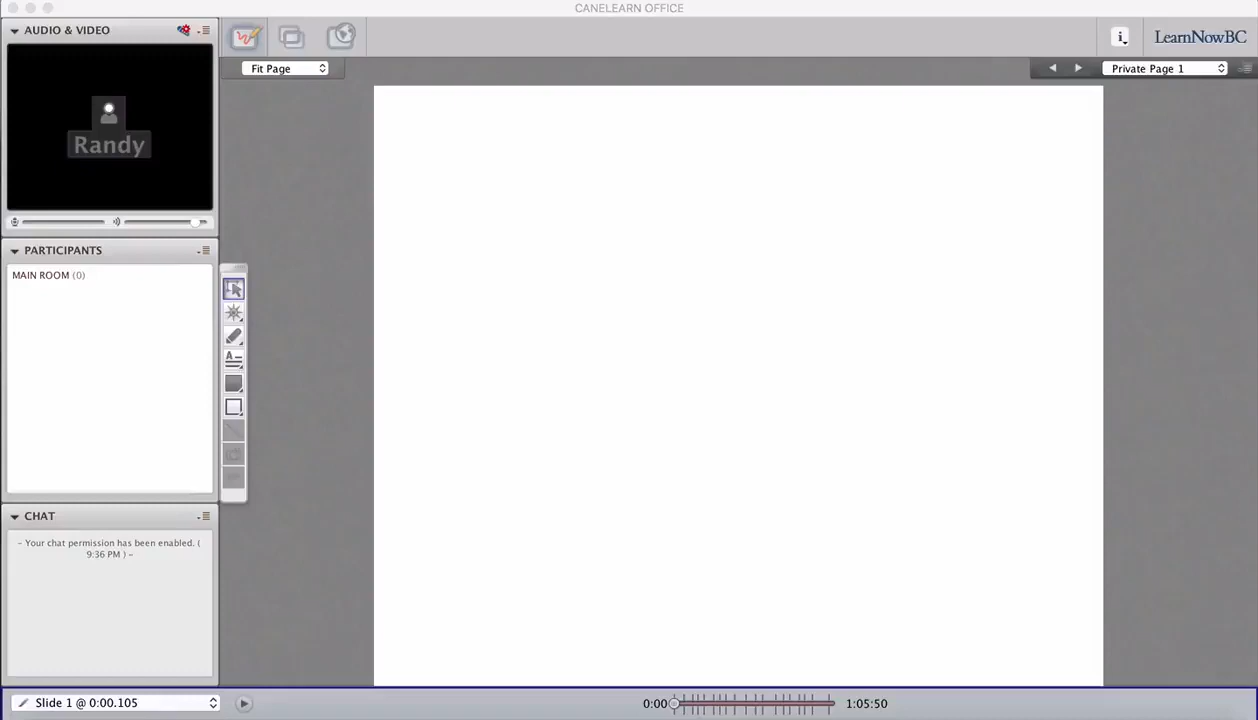 CANELEARN OFFICE
AUDIO & VIDEO
i
LearnNowBC
Fit Page
Private Page 1
Randy
PARTICIPANTS
MAIN ROOM (0)
A
CHAT
– Your chat permission has been enabled. (
9:36 PM ) –
Slide 1 @ 0:00.105
0:00
1:05:50